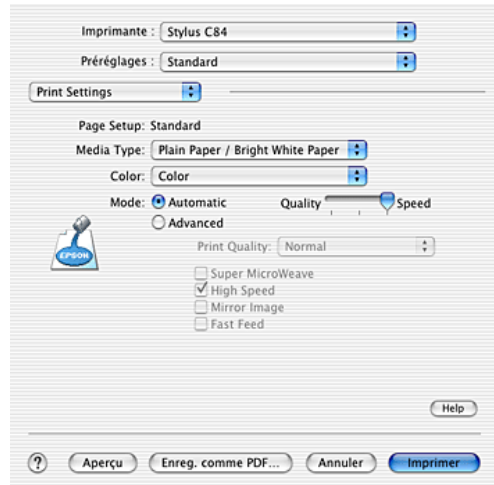 Imprimante : Stylus C84
Préréglages : Standard
Print Settings
Page Setup: Standard
Media Type: Plain Paper / Bright White Paper
Color: Color
Mode: Automatic Quality Speed
Advanced
Print Quality: Normal
EPSON
Super MicroWeave
High Speed
Mirror Image
Fast Feed
Help
? Aperçu Enreg. comme PDF... Annuler Imprimer